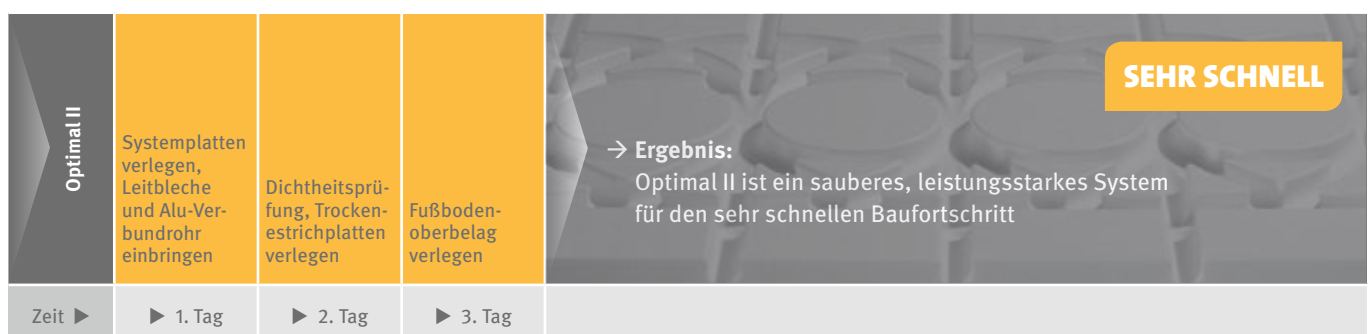 Optimal II
Systemplatten
verlegen,
Leitbleche
und Alu-Ver-
bundrohr
einbringen
Dichtheitsprü-
fung, Trocken-
estrichplatten
verlegen
Fußboden-
oberbelag
verlegen
SEHR SCHNELL
→ Ergebnis:
Optimal II ist ein sauberes, leistungsstarkes System
für den sehr schnellen Baufortschritt
Zeit ▶
▶ 1. Tag
▶ 2. Tag
▶ 3. Tag